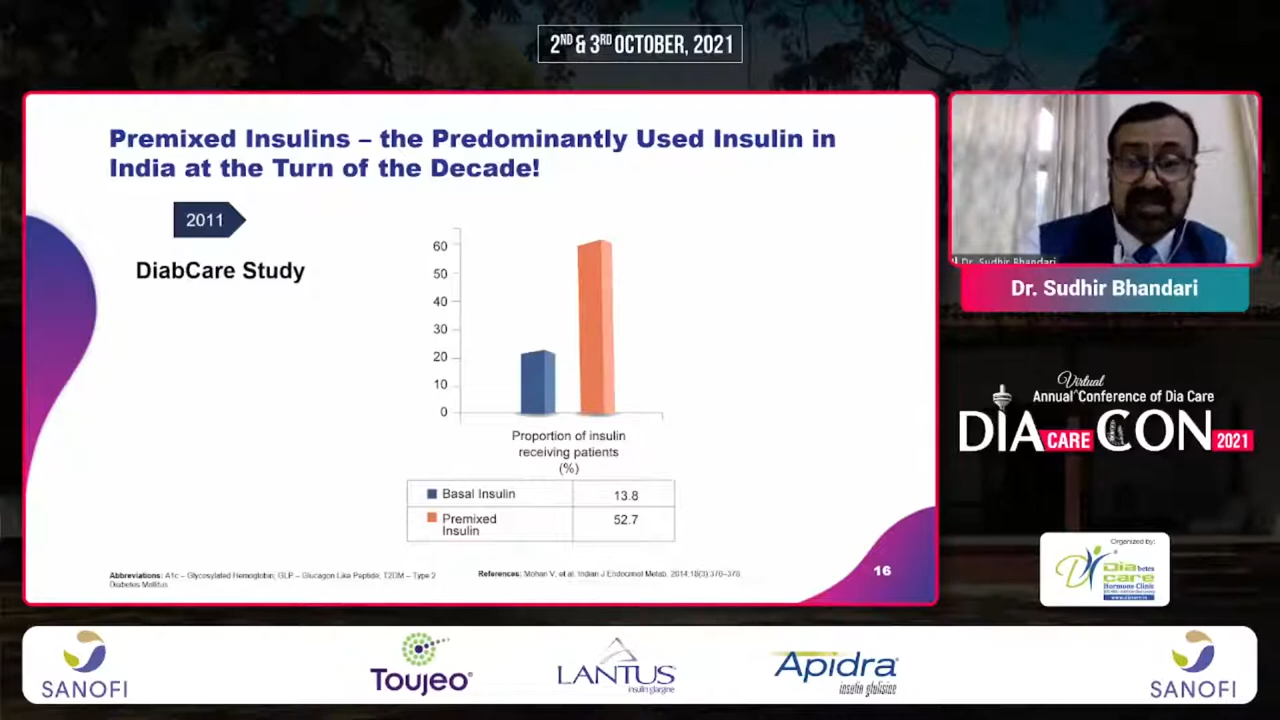 2ND & 3RD OCTOBER, 2021
Premixed Insulins – the Predominantly Used Insulin in
India at the Turn of the Decade!
2011
DiabCare Study
60
50
40
30
20
10
0
Proportion of insulin
receiving patients
(%)
Basal Insulin 13.8
Premixed 52.7
Insulin
Abbreviations: A1c – Glycosylated Hemoglobin; GLP – Glucagon Like Peptide; T2DM – Type 2
Diabetes Mellitus
References: Mohan V, et al. Indian J Endocrinol Metab. 2014;18(3):370–378.
16
Dr. Sudhir Bhandari
Dr. Sudhir Bhandari
Virtual
Annual ^ Conference of Dia Care
DIA CARE CON 2021
Organized by:
Diabetes
care
Hormone Clinic
SANOFI
Toujeo
LANTUS
insulin glargine
Apidra
insulin glulisine
SANOFI